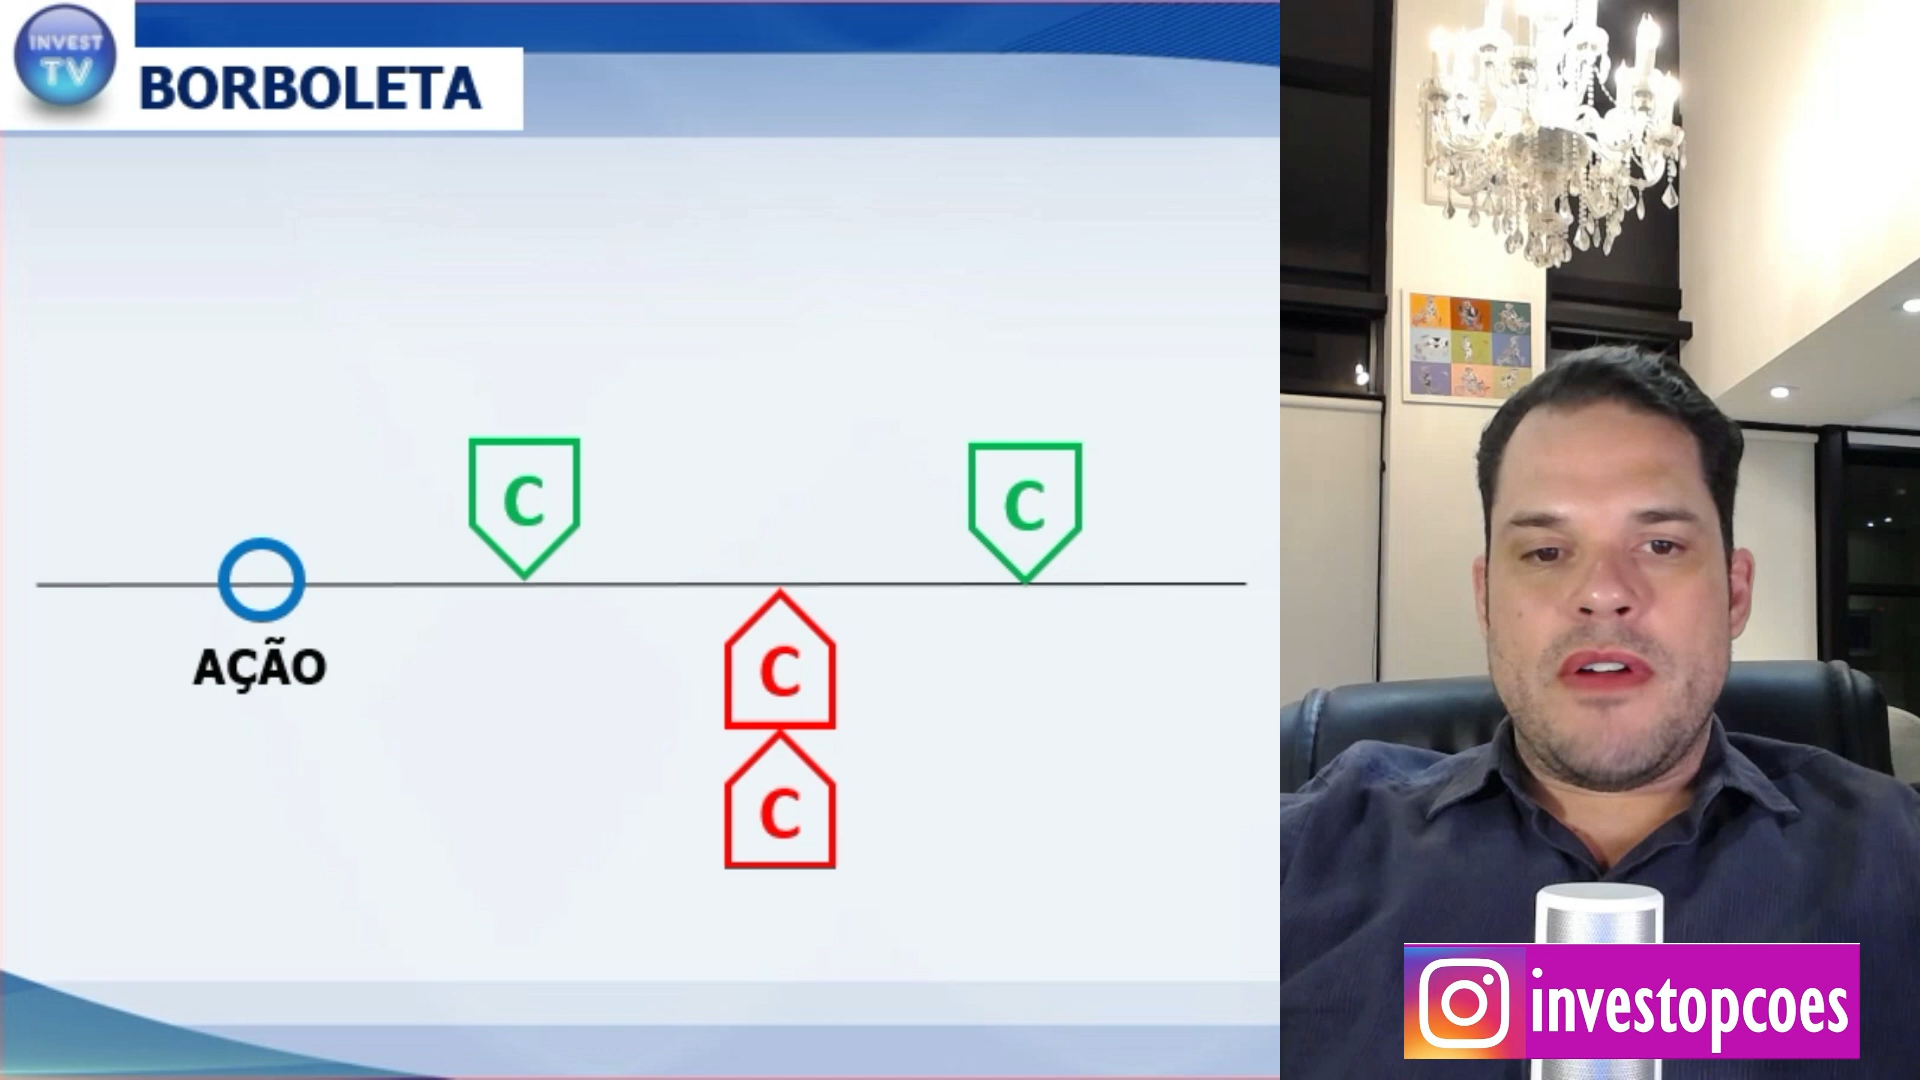 INVEST
TV
BORBOLETA
C
C
AÇÃO
C
C
investopcoes